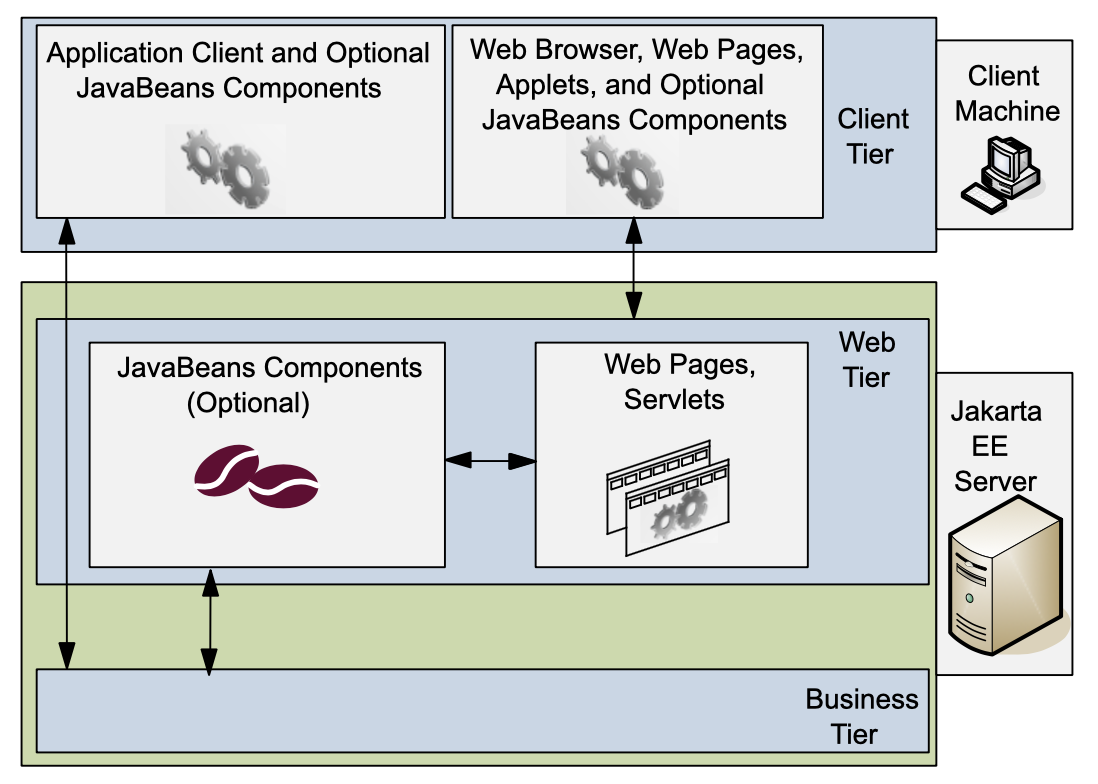 Application Client and Optional
JavaBeans Components
Web Browser, Web Pages,
Applets, and Optional
JavaBeans Components
Client
Tier
Client
Machine
JavaBeans Components
(Optional)
Web Pages,
Servlets
Web
Tier
Jakarta
EE
Server
Business
Tier